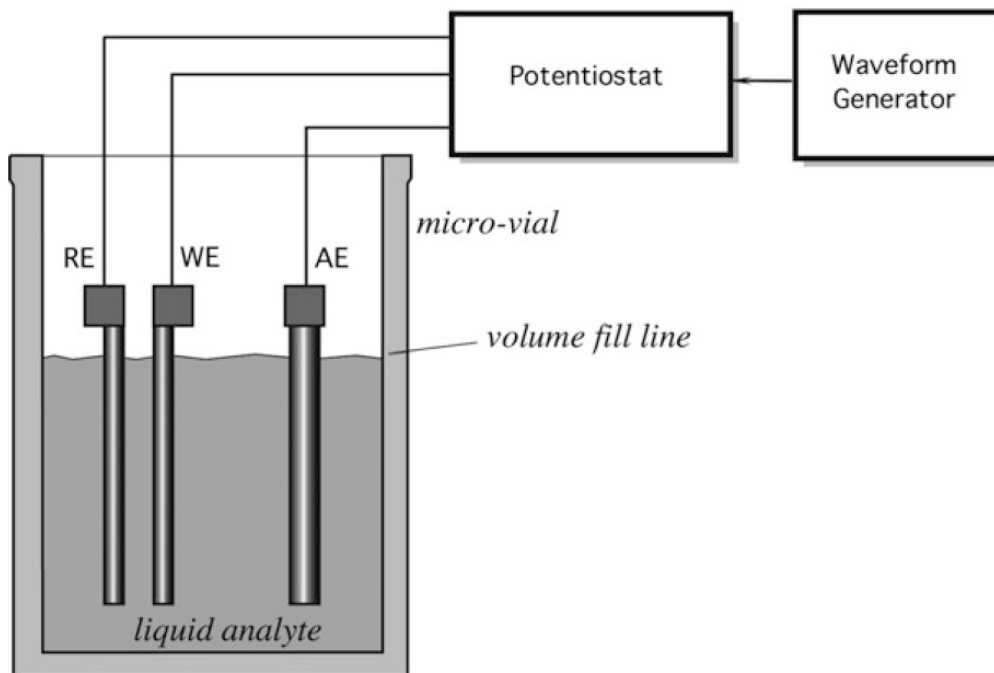 Potentiostat
Waveform
Generator
micro-vial
RE
WE
AE
volume fill line
liquid analyte